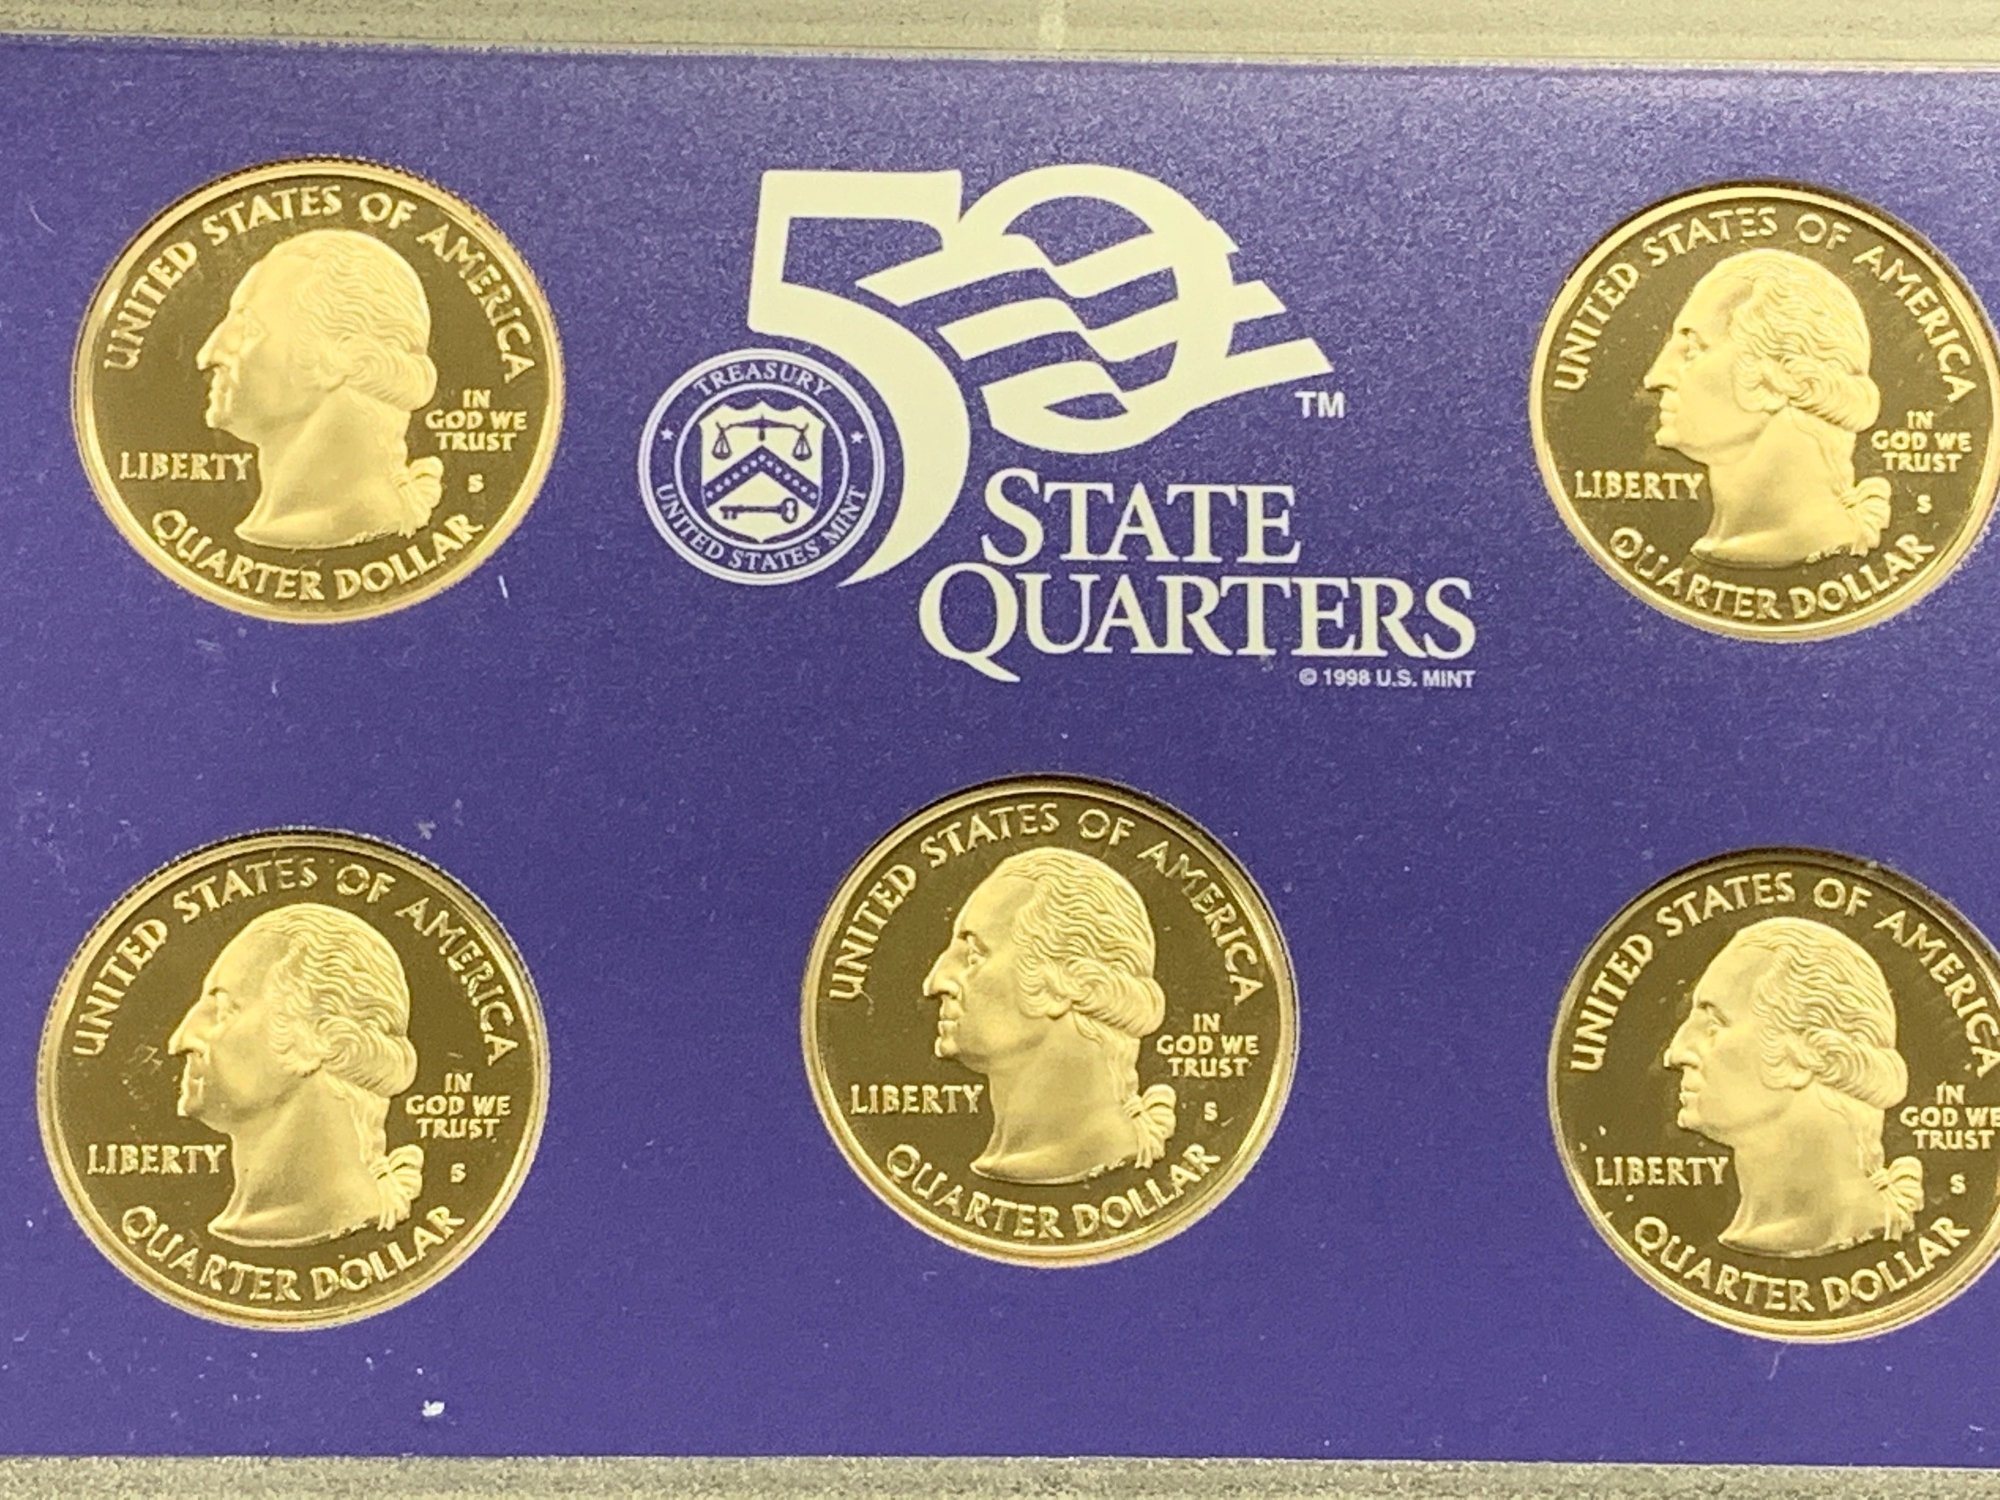 UNITED STATES OF AMERICA
IN
GOD WE
TRUST
LIBERTY
S
QUARTER DOLLAR
50
TM
TREASURY
UNITED STATES MINT
STATE
QUARTERS
© 1998 U.S. MINT
UNITED STATES OF AMERICA
IN
GOD WE
TRUST
LIBERTY
S
QUARTER DOLLAR
UNITED STATES OF AMERICA
IN
GOD WE
TRUST
LIBERTY
S
QUARTER DOLLAR
UNITED STATES OF AMERICA
IN
GOD WE
TRUST
LIBERTY
S
QUARTER DOLLAR
UNITED STATES OF AMERICA
IN
GOD WE
TRUST
LIBERTY
S
QUARTER DOLLAR